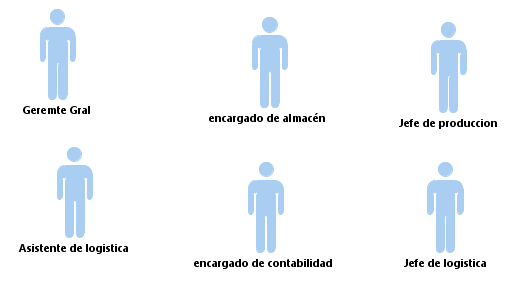 Geremte Gral
encargado de almacén
Jefe de produccion
Asistente de logistica
encargado de contabilidad
Jefe de logistica